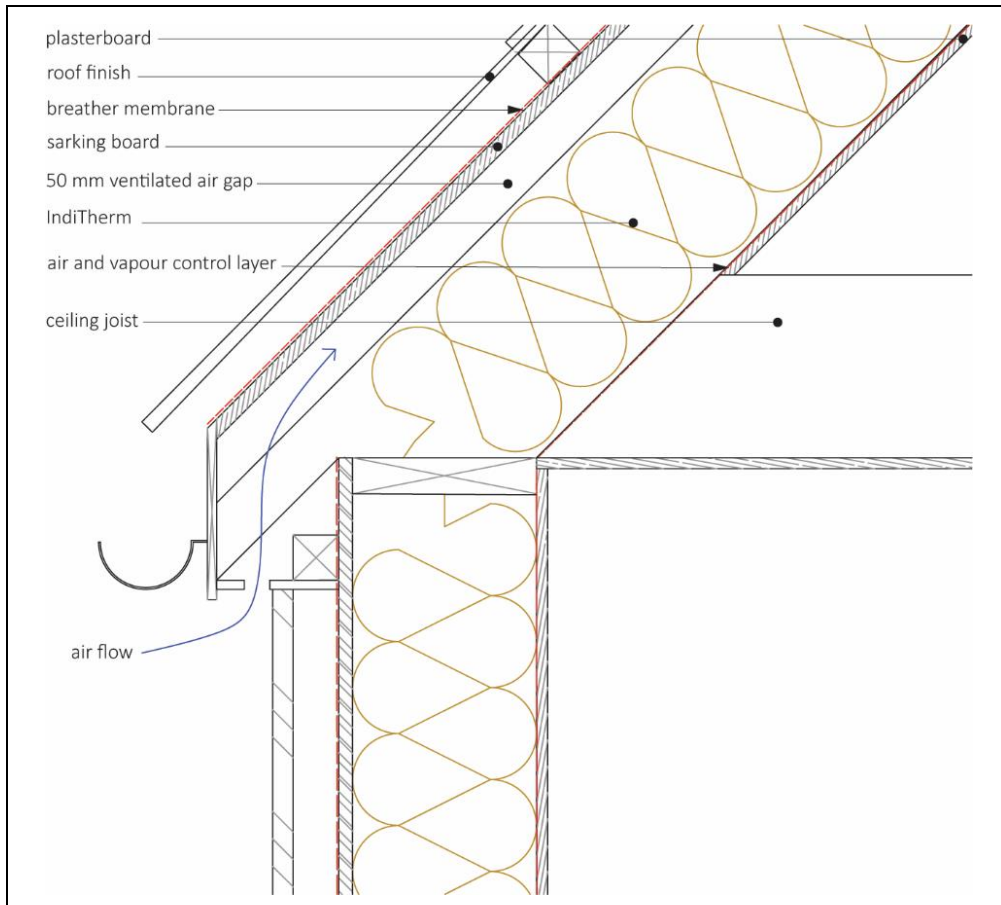 plasterboard
roof finish
breather membrane
sarking board
50 mm ventilated air gap
IndiTherm
air and vapour control layer
ceiling joist
air flow